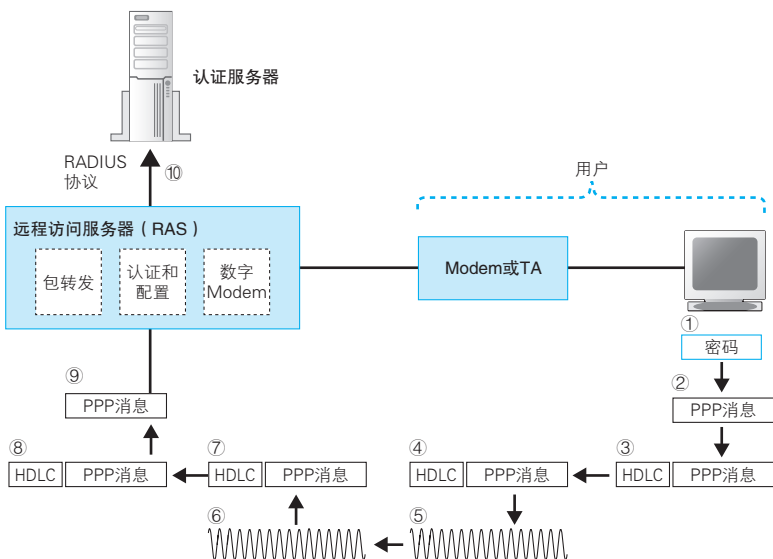 认证服务器
RADIUS
协议
⑩
用户
远程访问服务器（RAS）
包转发
认证和
配置
数字
Modem
Modem或TA
①
密码
②
PPP消息
③
HDLC
PPP消息
④
HDLC
PPP消息
⑤
⑥
⑦
HDLC
PPP消息
⑧
HDLC
PPP消息
⑨
PPP消息